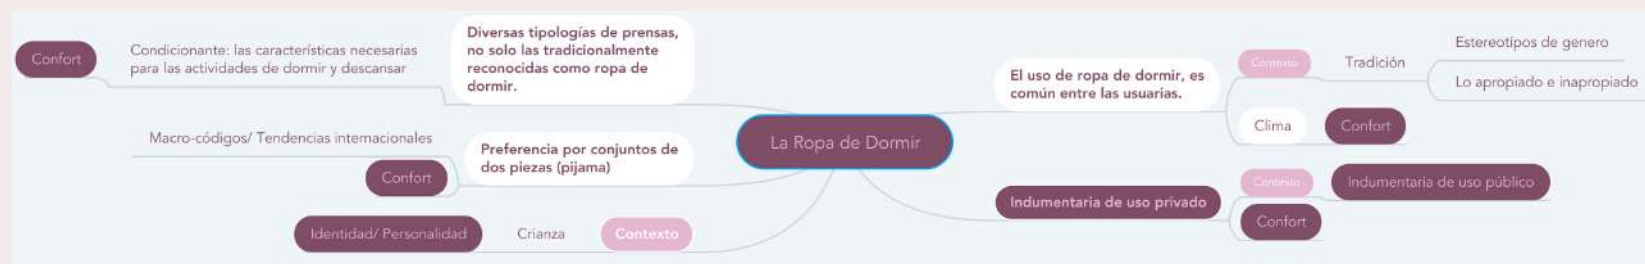 Confort
Condicionante: las características necesarias
para las actividades de dormir y descansar
Diversas tipologías de prensas,
no solo las tradicionalmente
reconocidas como ropa de
dormir.
Macro-códigos/ Tendencias internacionales
Confort
Preferencia por conjuntos de
dos piezas (pijama)
Identidad/ Personalidad
Crianza
Contexto
La Ropa de Dormir
El uso de ropa de dormir, es
común entre las usuarias.
Contexto
Tradición
Estereotipos de genero
Lo apropiado e inapropiado
Clima
Confort
Indumentaria de uso privado
Contexto
Indumentaria de uso público
Confort